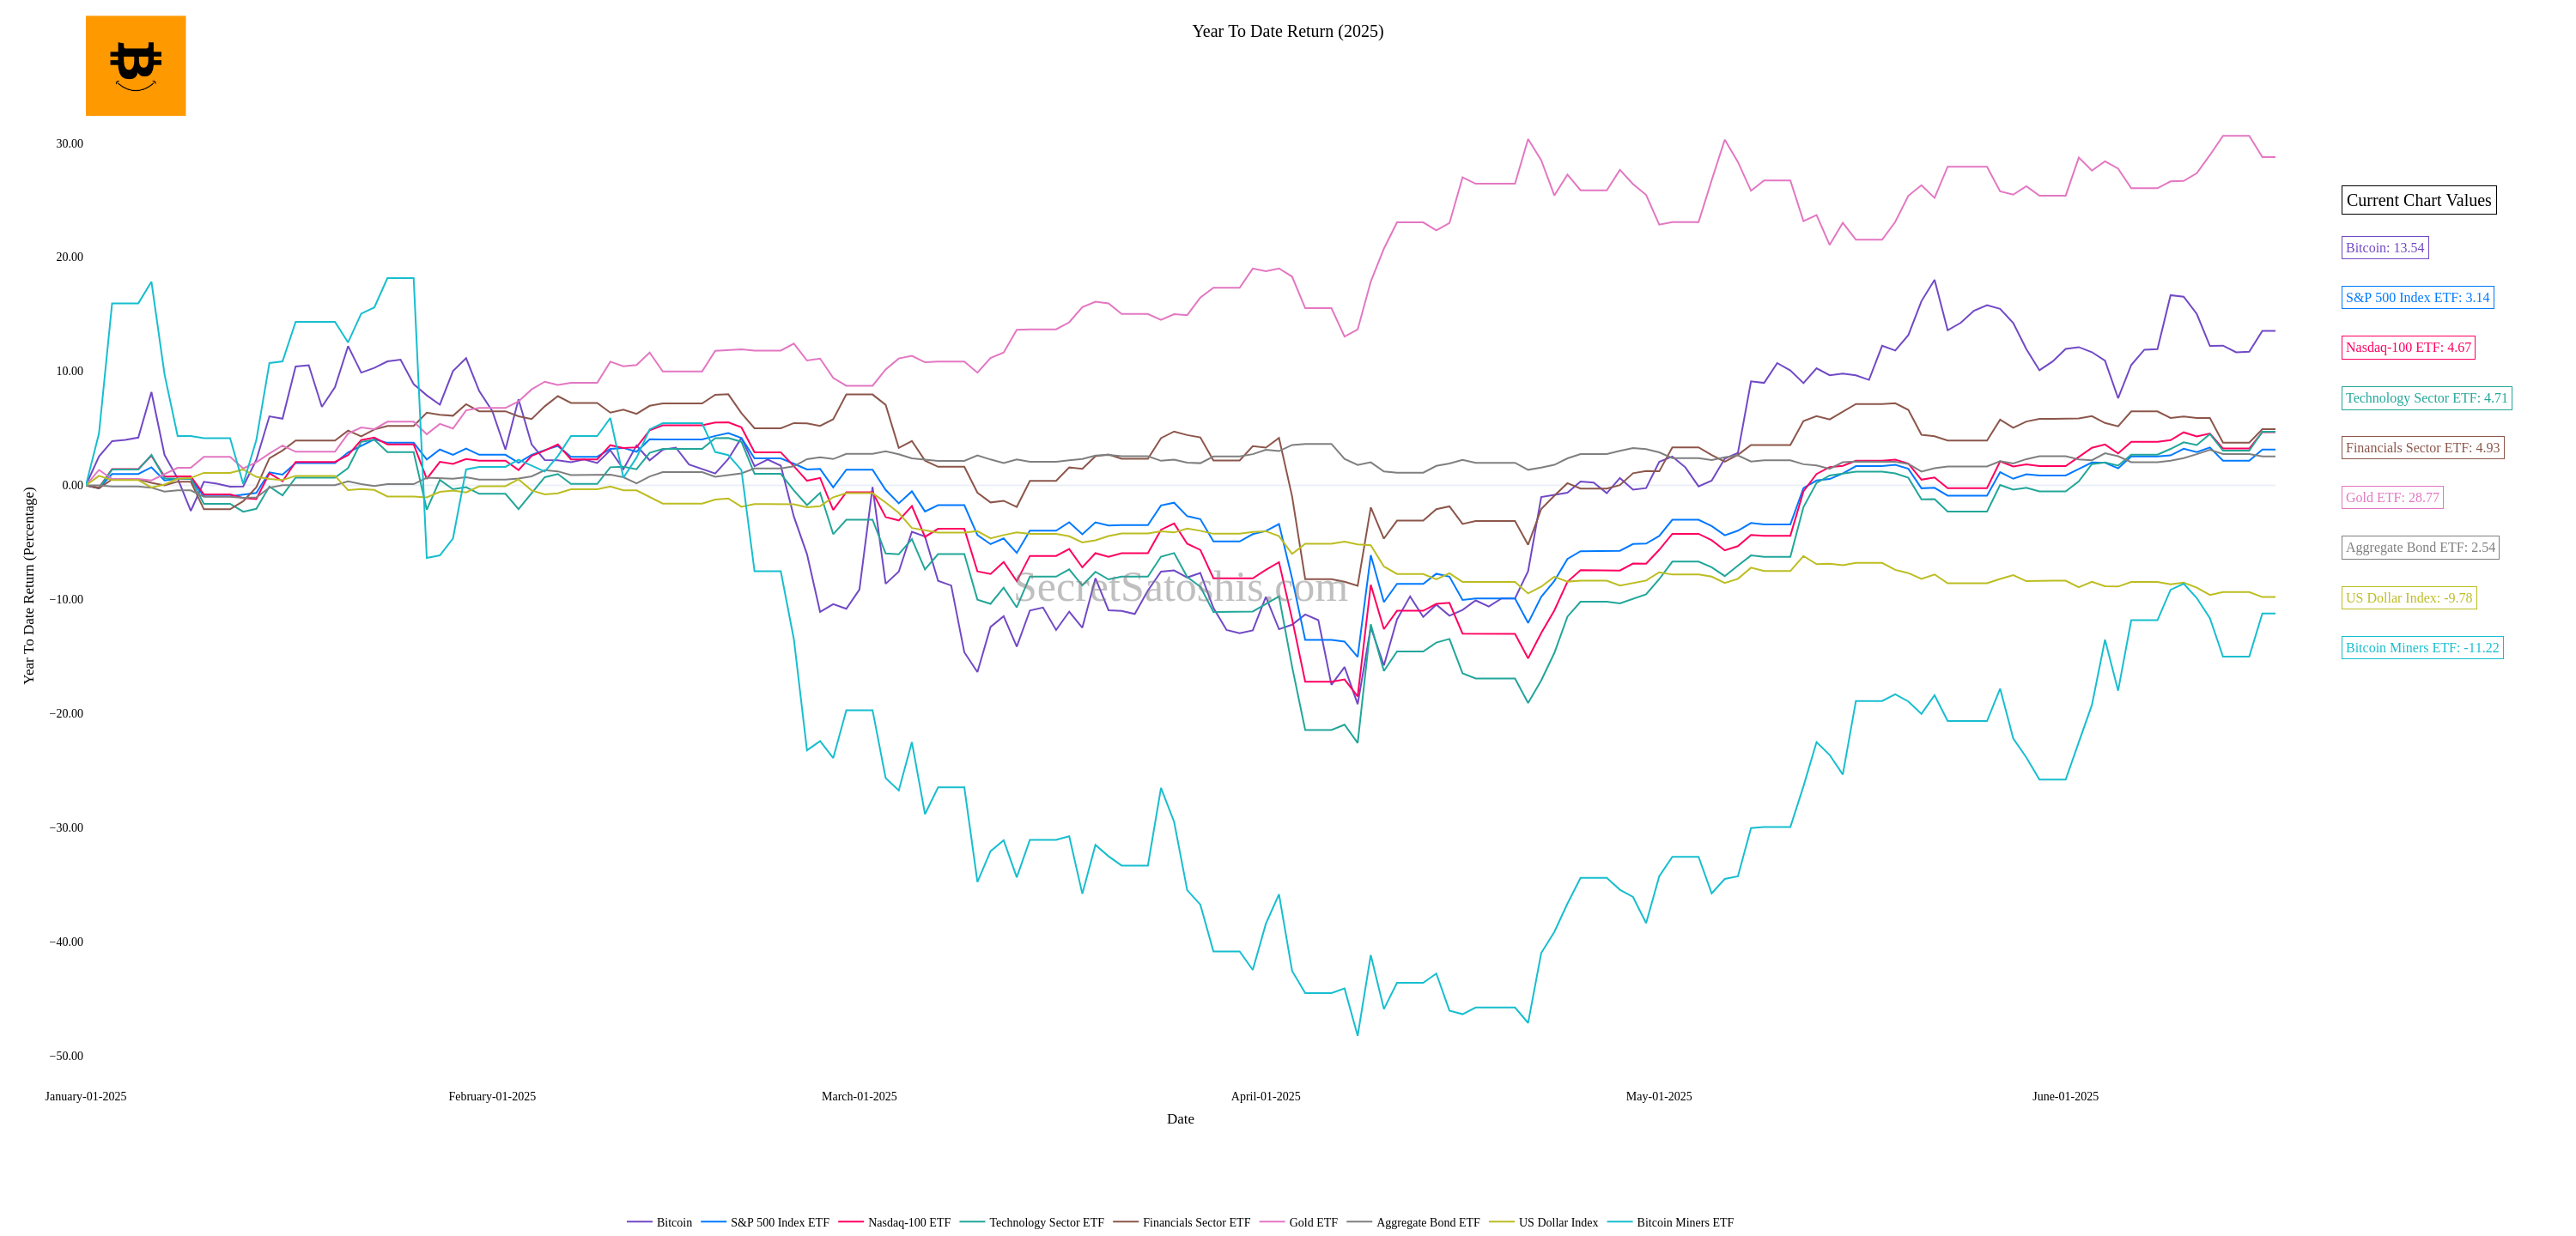 Year To Date Return (2025)
30.00
20.00
10.00
0.00
−10.00
−20.00
−30.00
−40.00
−50.00
Year To Date Return (Percentage)
SecretSatoshis.com
January-01-2025
February-01-2025
March-01-2025
April-01-2025
May-01-2025
June-01-2025
Date
Current Chart Values
Bitcoin: 13.54
S&P 500 Index ETF: 3.14
Nasdaq-100 ETF: 4.67
Technology Sector ETF: 4.71
Financials Sector ETF: 4.93
Gold ETF: 28.77
Aggregate Bond ETF: 2.54
US Dollar Index: -9.78
Bitcoin Miners ETF: -11.22
Bitcoin S&P 500 Index ETF Nasdaq-100 ETF Technology Sector ETF Financials Sector ETF Gold ETF Aggregate Bond ETF US Dollar Index Bitcoin Miners ETF